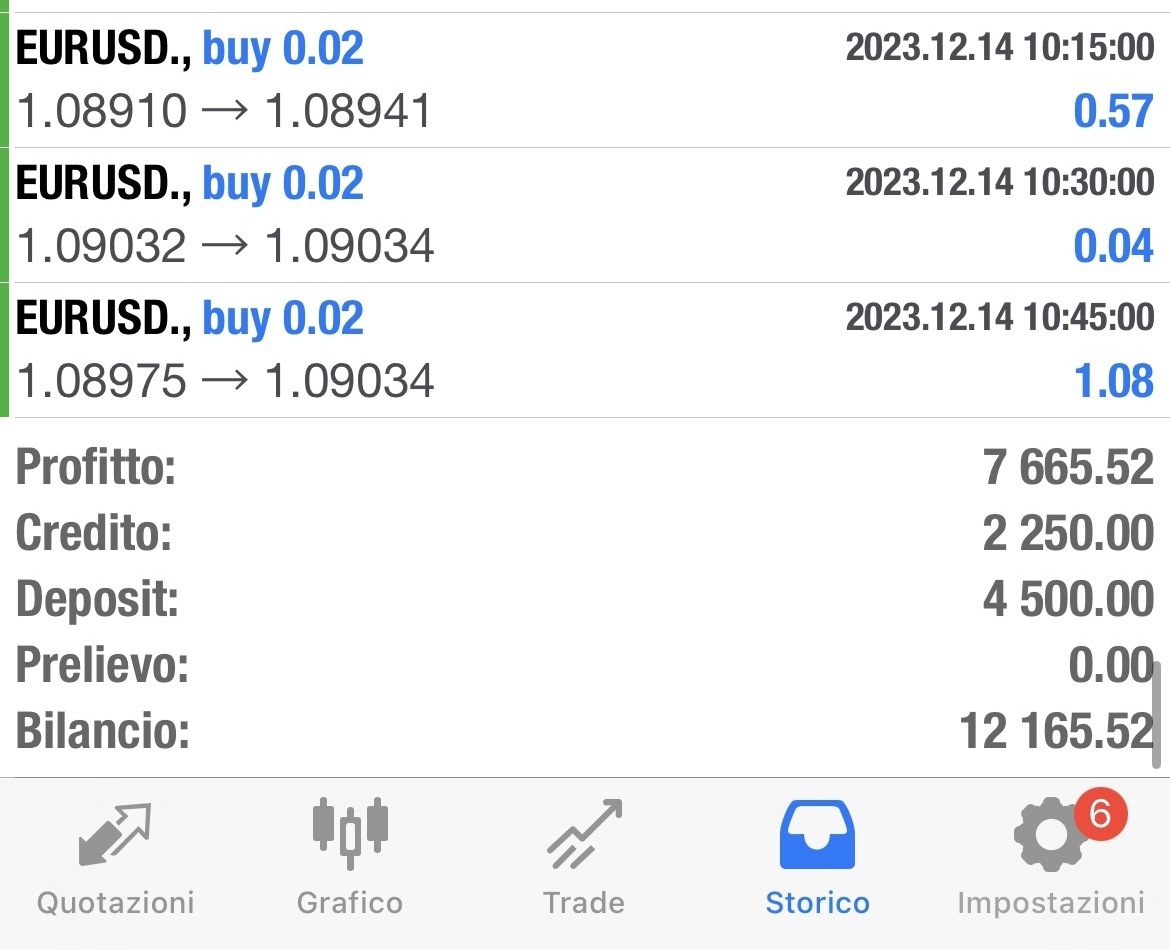 EURUSD., buy 0.02 2023.12.14 10:15:00
1.08910 → 1.08941 0.57
EURUSD., buy 0.02 2023.12.14 10:30:00
1.09032 → 1.09034 0.04
EURUSD., buy 0.02 2023.12.14 10:45:00
1.08975 → 1.09034 1.08
Profitto: 7 665.52
Credito: 2 250.00
Deposit: 4 500.00
Prelievo: 0.00
Bilancio: 12 165.52
6
Quotazioni Grafico Trade Storico Impostazioni